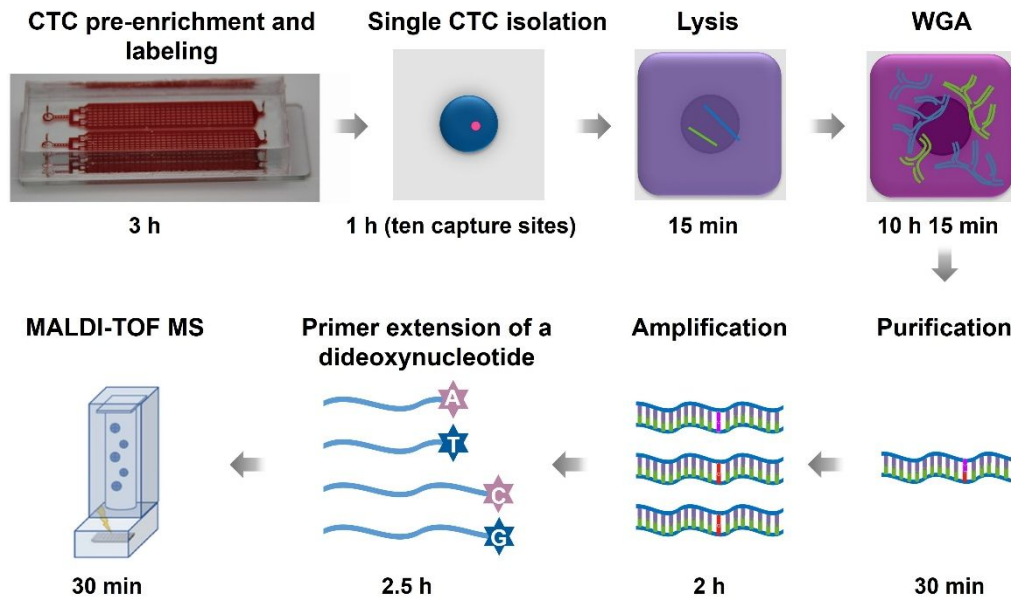 CTC pre-enrichment and
labeling
Single CTC isolation
Lysis
WGA
3 h
1 h (ten capture sites)
15 min
10 h 15 min
MALDI-TOF MS
Primer extension of a
dideoxynucleotide
Amplification
Purification
A
T
C
G
30 min
2.5 h
2 h
30 min